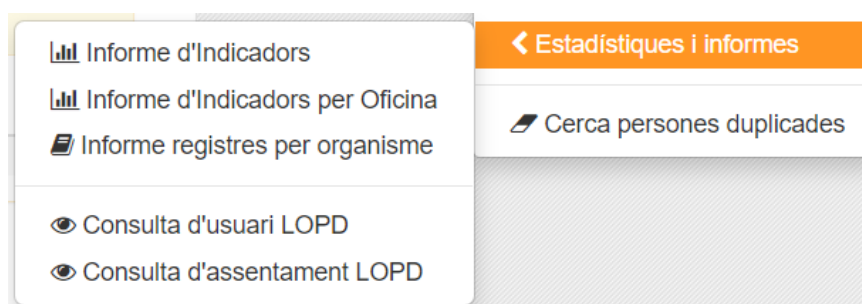 Informe d'Indicadors
Informe d'Indicadors per Oficina
Informe registres per organisme
Consulta d'usuari LOPD
Consulta d'assentament LOPD
Estadístiques i informes
Cerca persones duplicades